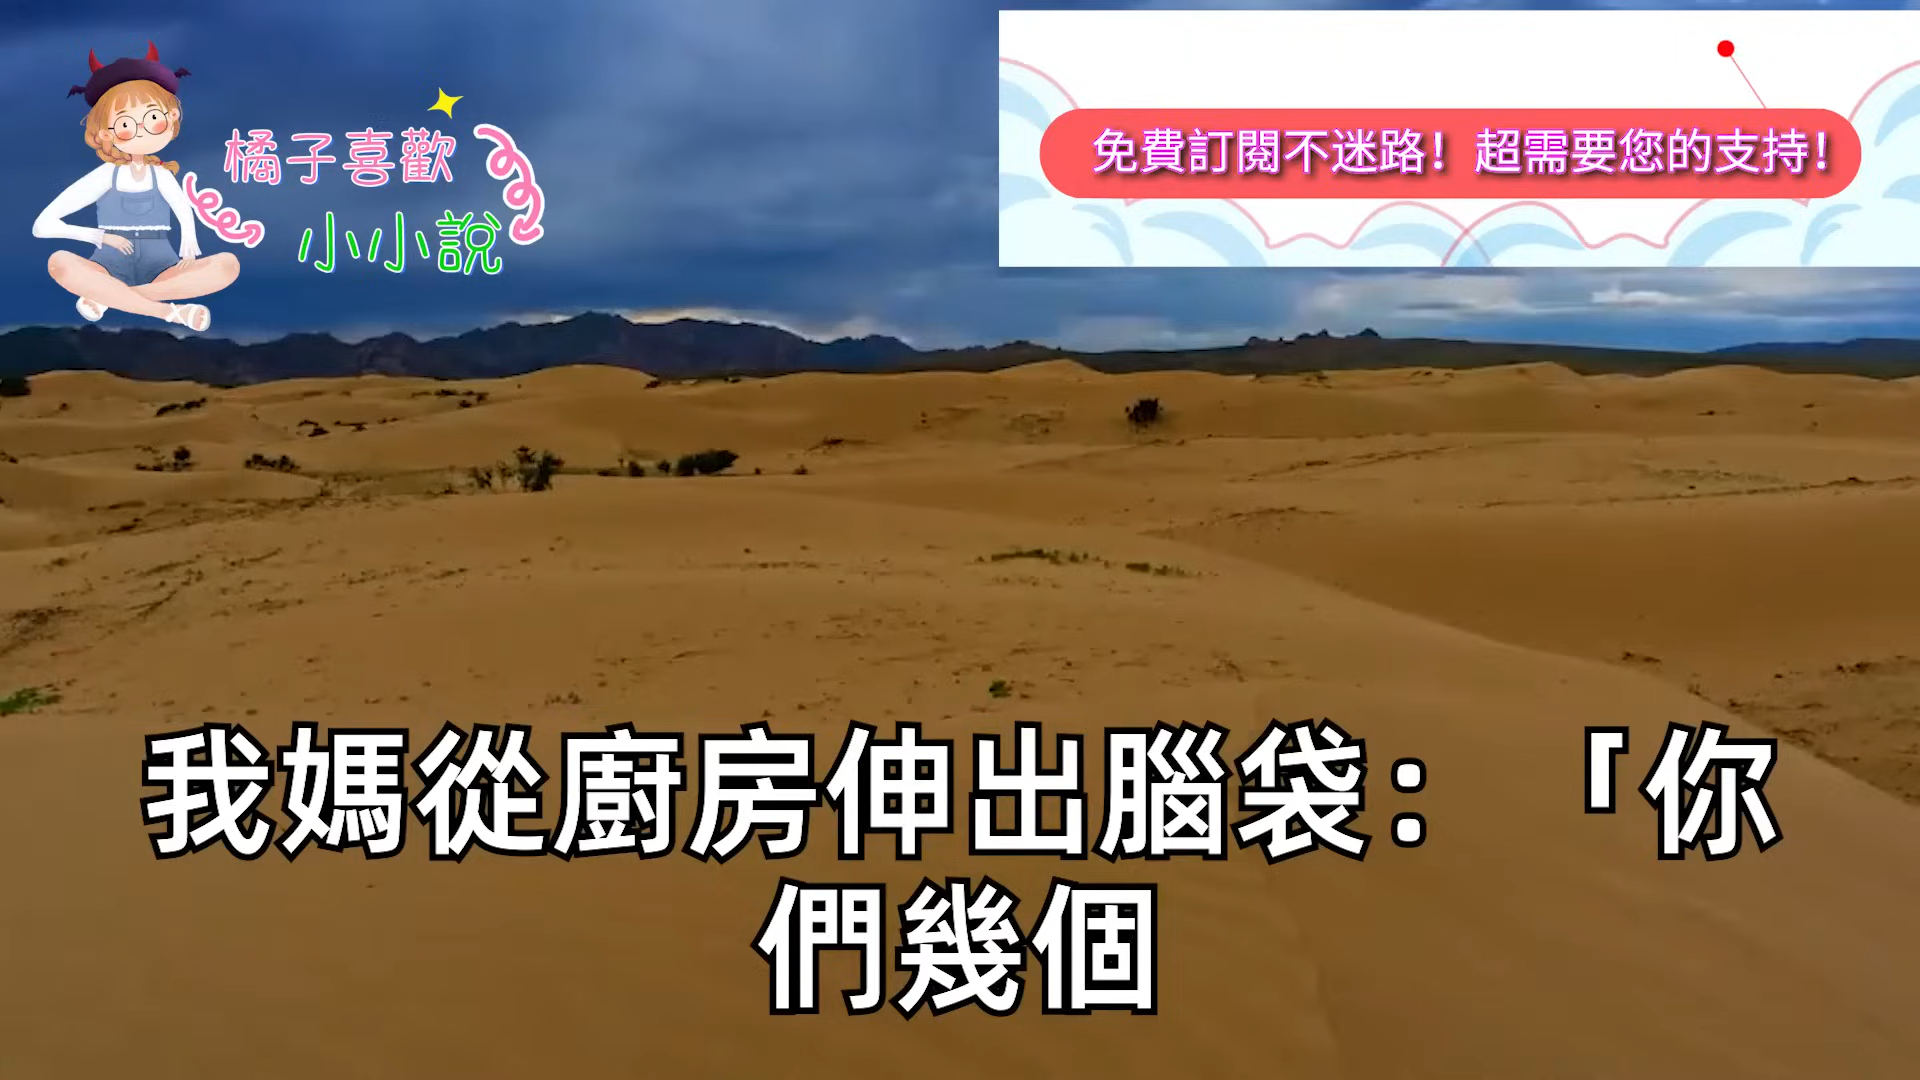 橘子喜歡
小小說
免費訂閱不迷路！超需要您的支持！
我媽從廚房伸出腦袋：「你
們幾個